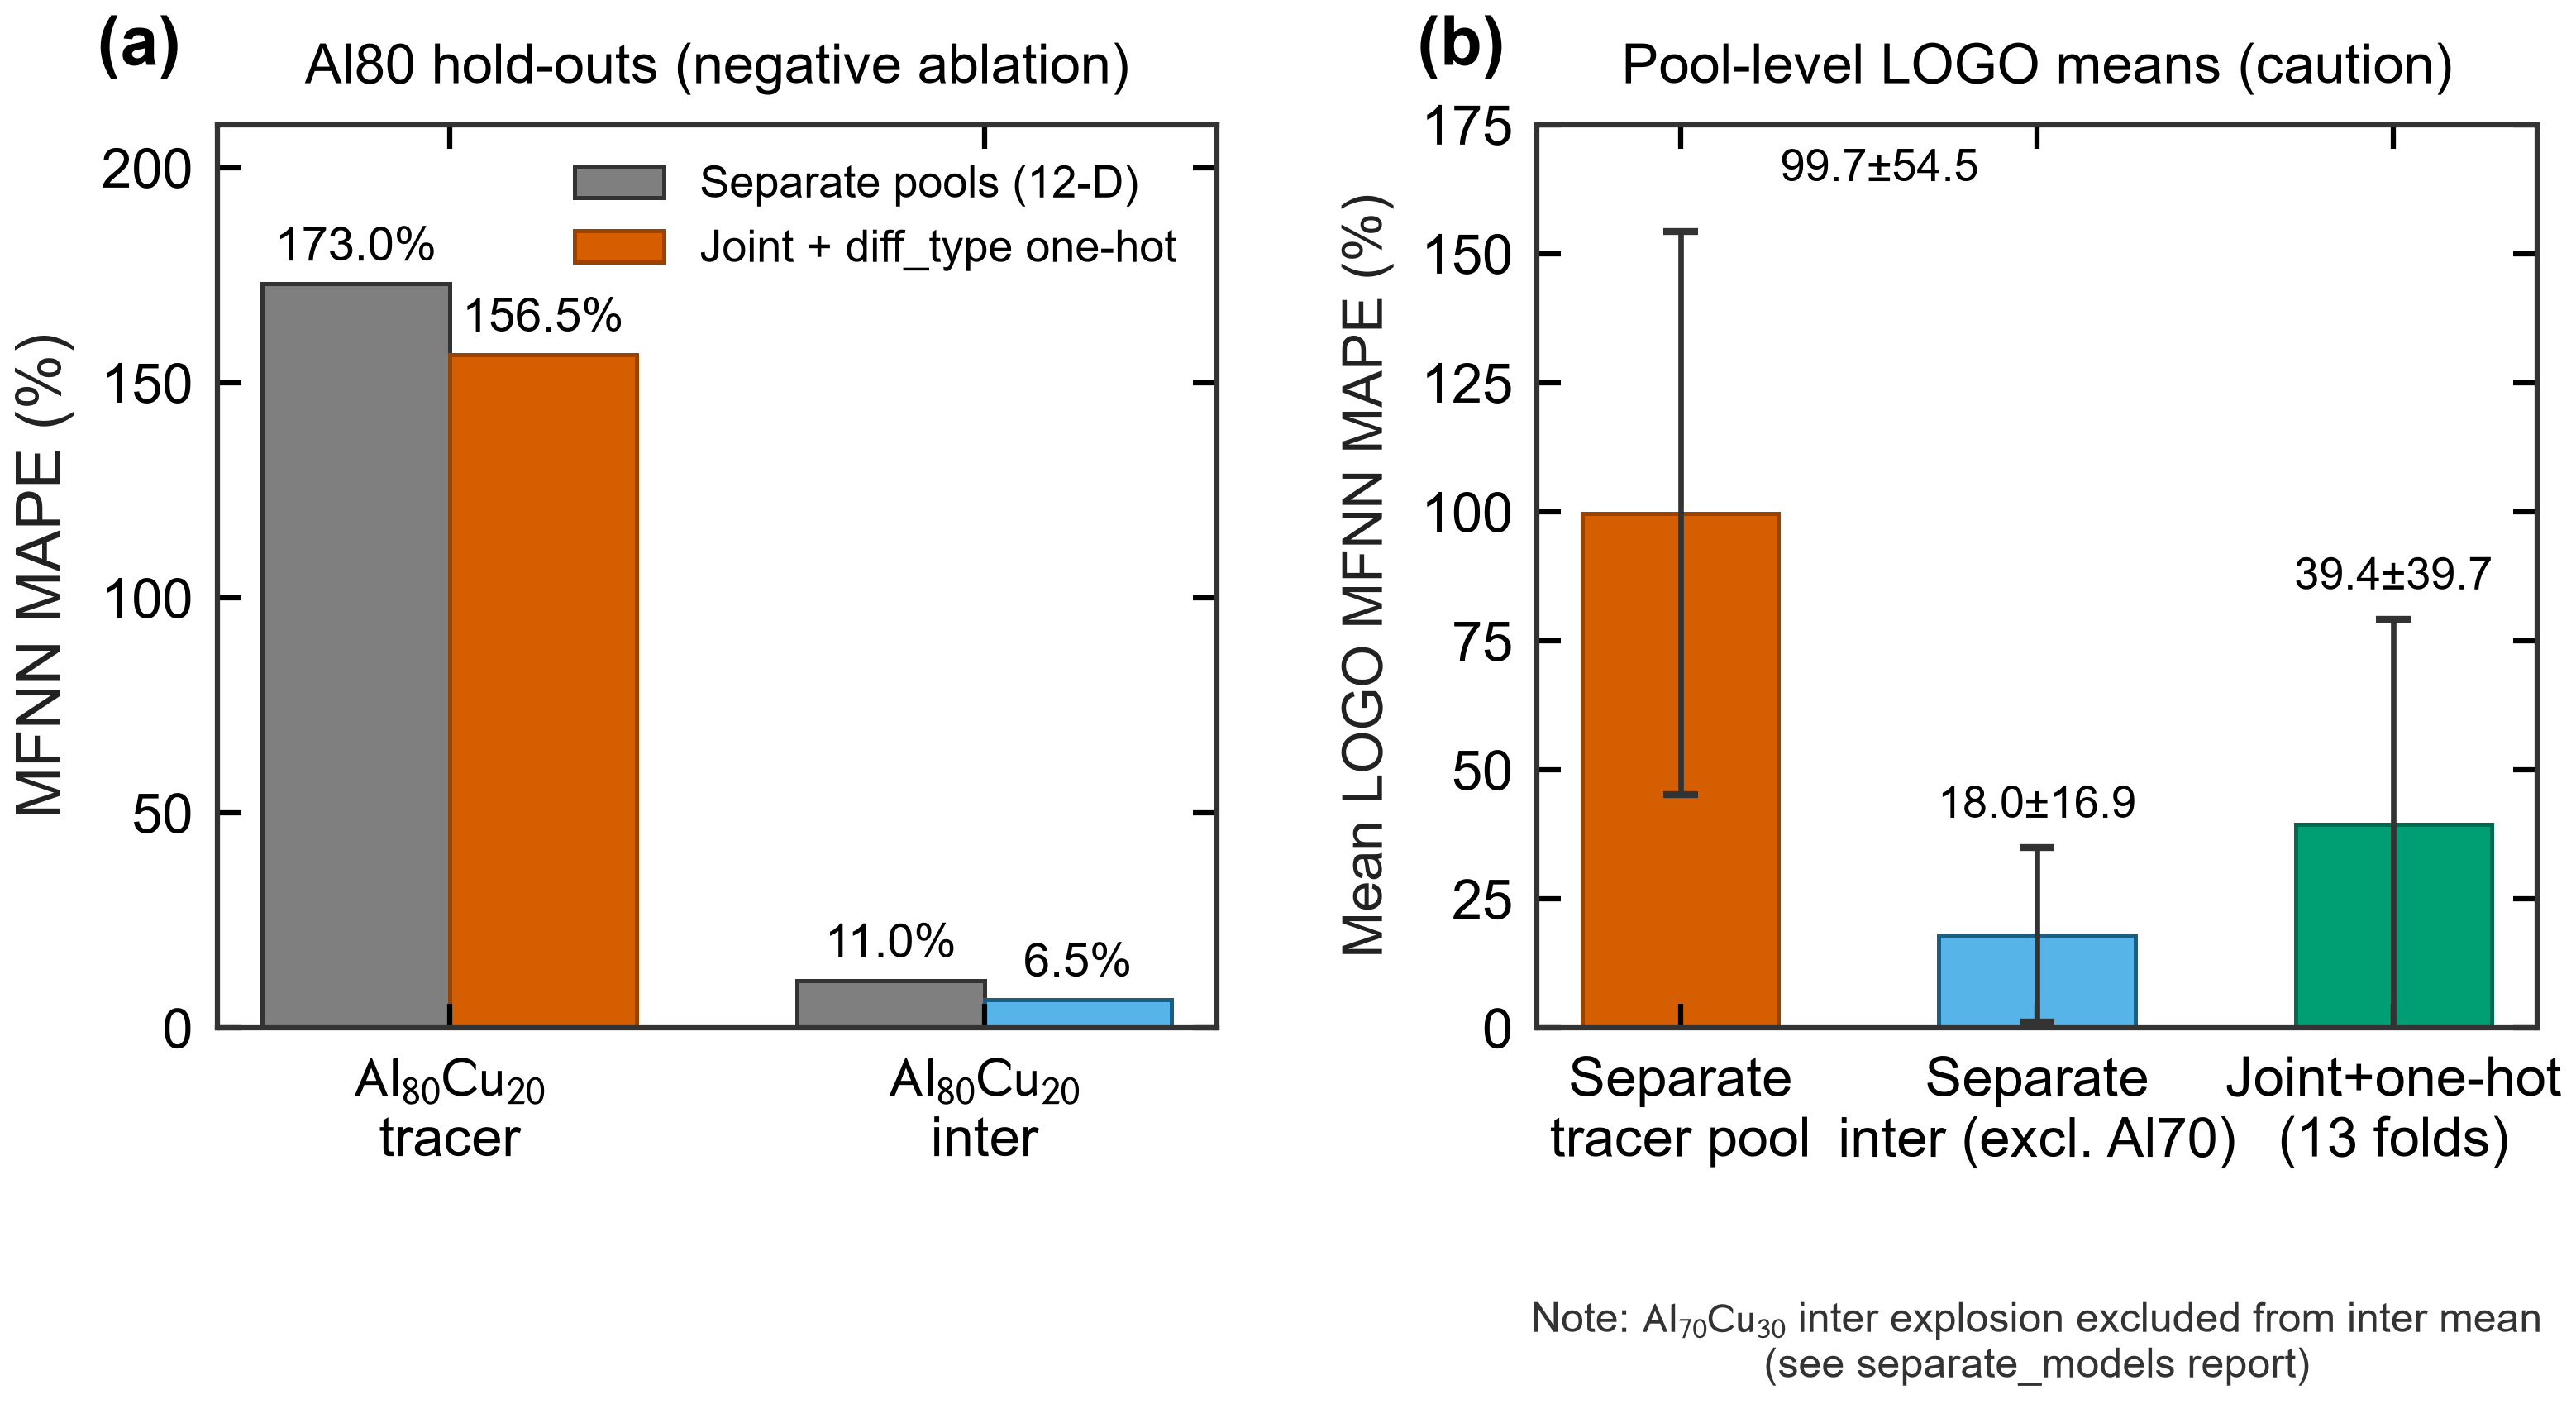 (a)
Al80 hold-outs (negative ablation)
MFNN MAPE (%)
200
150
100
50
0
Separate pools (12-D)
Joint + diff_type one-hot
173.0%
156.5%
11.0%
6.5%
Al₈₀Cu₂₀
tracer
Al₈₀Cu₂₀
inter
(b)
Pool-level LOGO means (caution)
Mean LOGO MFNN MAPE (%)
175
150
125
100
75
50
25
0
99.7±54.5
18.0±16.9
39.4±39.7
Separate
tracer pool
Separate
inter (excl. Al70)
Joint+one-hot
(13 folds)
Note: Al₇₀Cu₃₀ inter explosion excluded from inter mean
(see separate_models report)